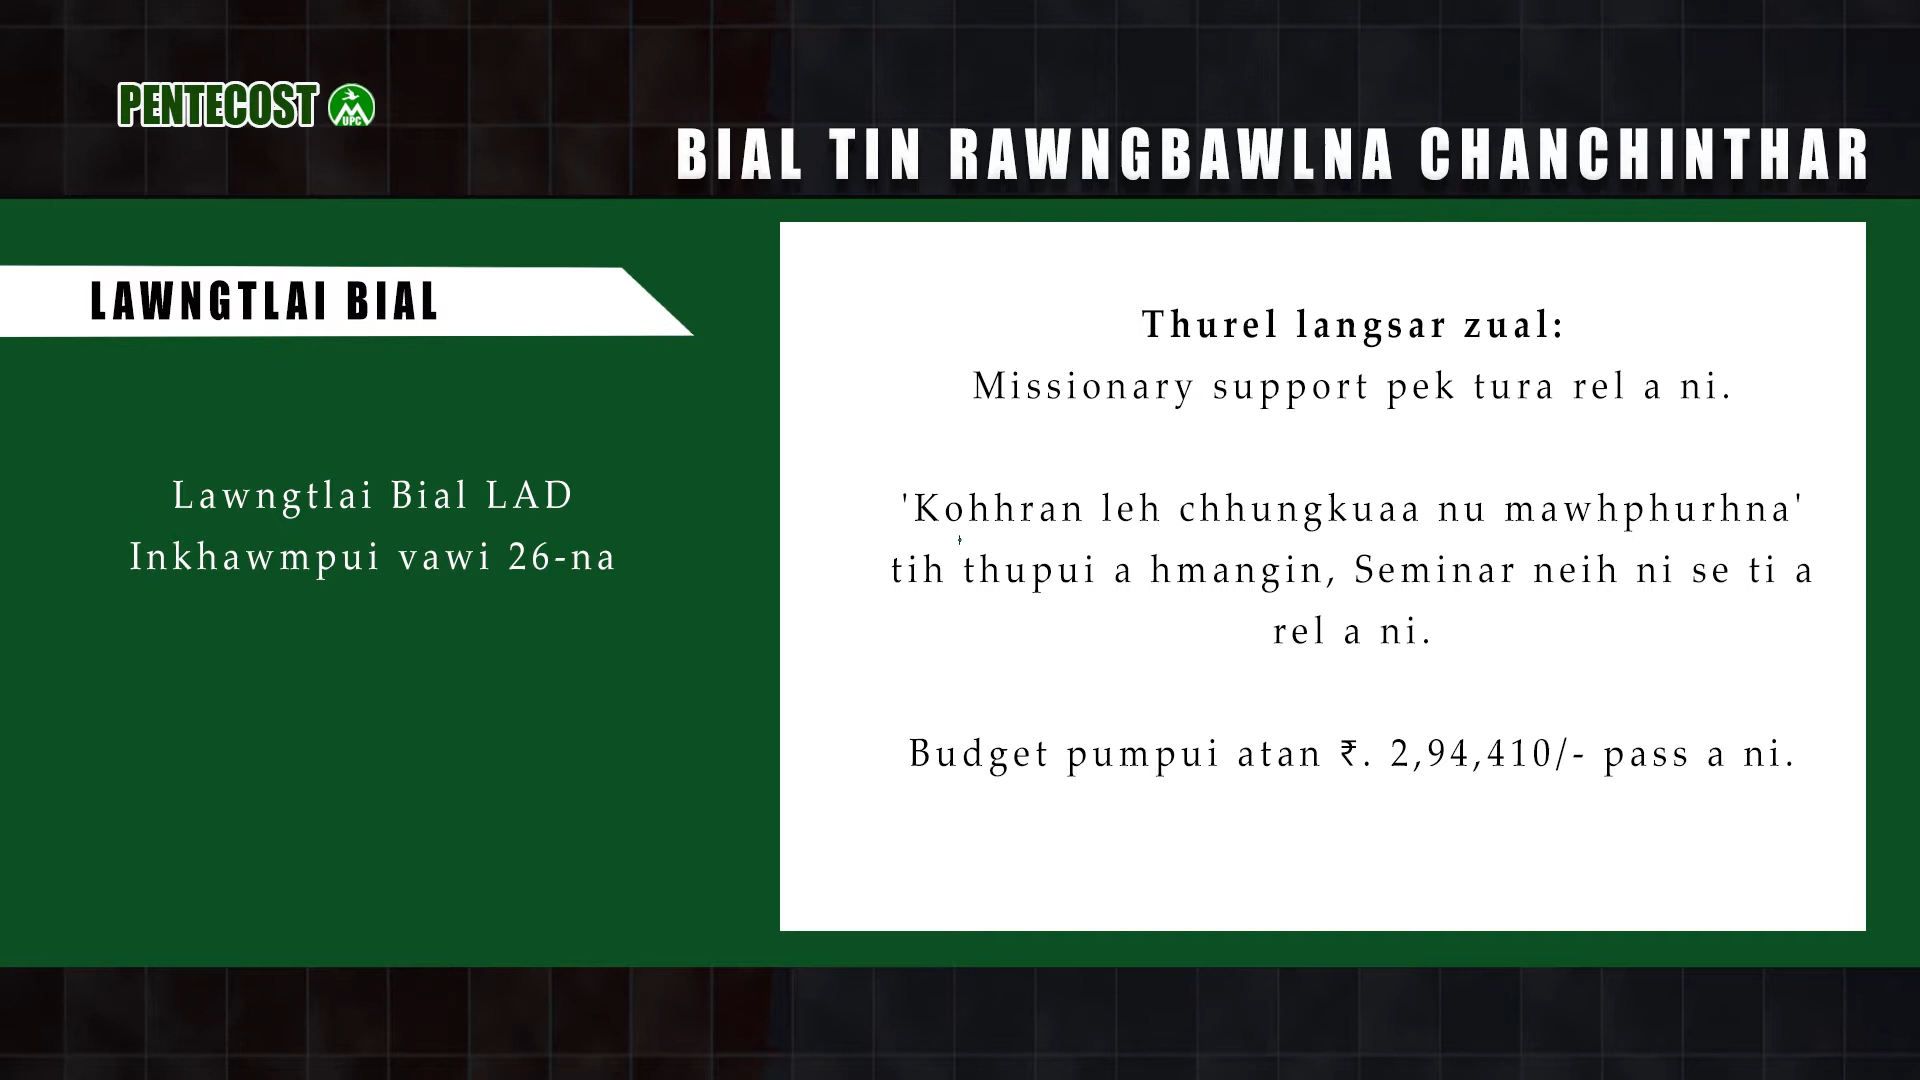 PENTECOST
UPC
BIAL TIN RAWNGBAWLNA CHANCHINTHAR
LAWNGTLAI BIAL
Lawngtlai Bial LAD
Inkhawmpui vawi 26-na
Thurel langsar zual:
Missionary support pek tura rel a ni.
'Kohhran leh chhungkuaa nu mawhphurhna'
tih thupui a hmangin, Seminar neih ni se ti a
rel a ni.
Budget pumpui atan ₹. 2,94,410/- pass a ni.